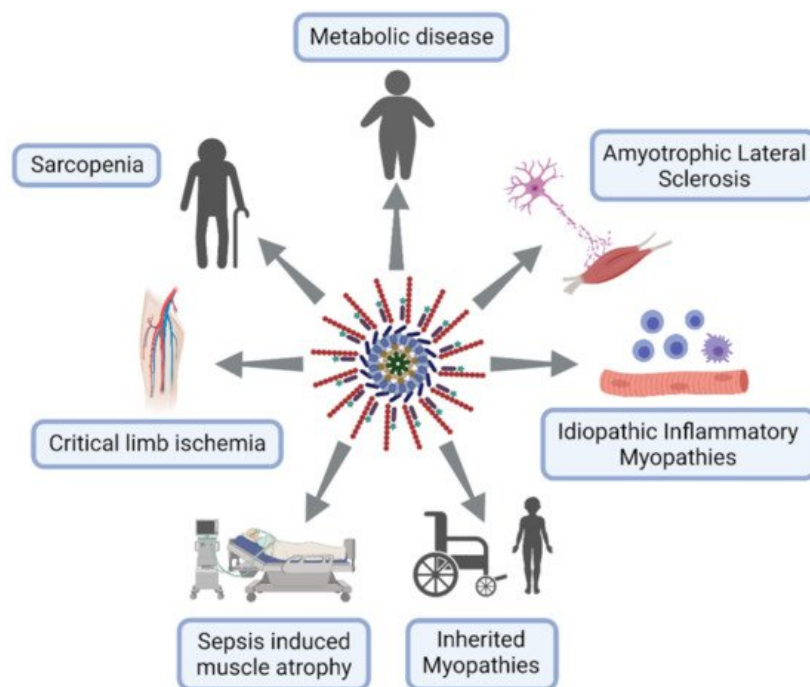 Metabolic disease
Sarcopenia
Amyotrophic Lateral
Sclerosis
Critical limb ischemia
Idiopathic Inflammatory
Myopathies
Sepsis induced
muscle atrophy
Inherited
Myopathies